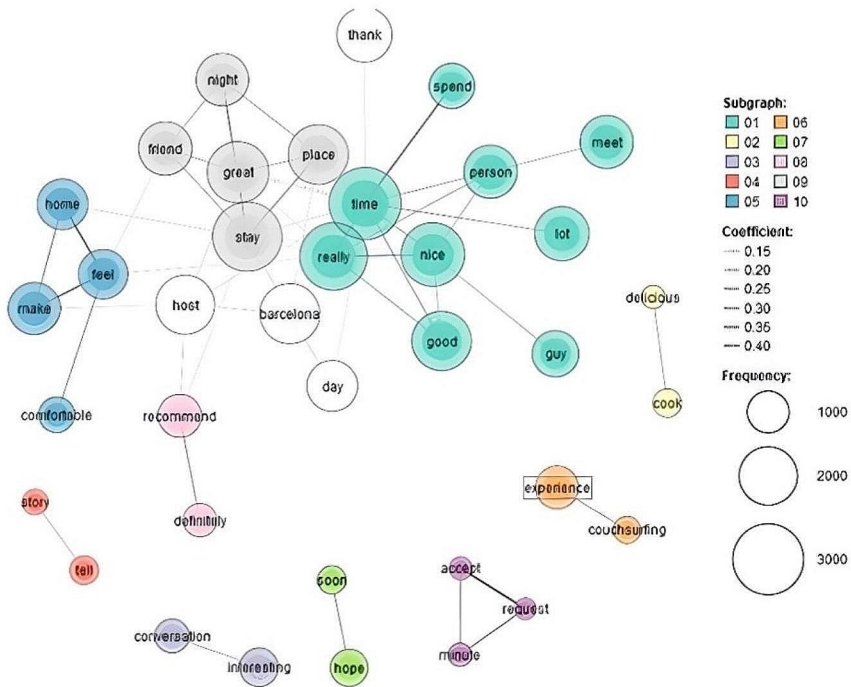 thank
night
spend
friend
place
meet
great
person
home
time
stay
lot
really
nice
feel
make
host
barcelona
good
guy
day
delicious
cook
comfortable
recommend
definitily
story
tell
experience
couchsurfing
soon
hope
accept
request
minute
conversation
interesting
Subgraph:
01 06
02 07
03 08
04 09
05 10
Coefficient:
0.15
0.20
0.25
0.30
0.35
0.40
Frequency:
1000
2000
3000